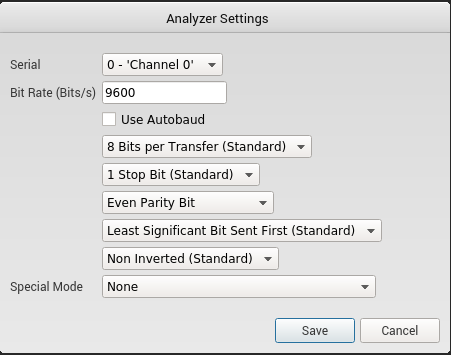 Analyzer Settings
Serial 0 - 'Channel 0'
Bit Rate (Bits/s) 9600
Use Autobaud
8 Bits per Transfer (Standard)
1 Stop Bit (Standard)
Even Parity Bit
Least Significant Bit Sent First (Standard)
Non Inverted (Standard)
Special Mode None
Save Cancel